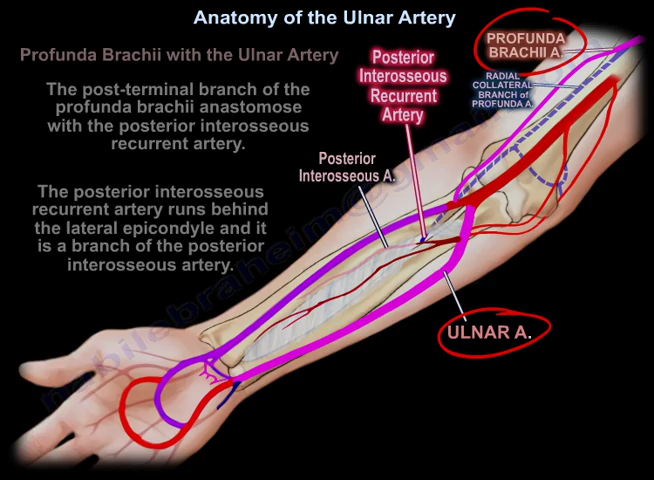 Anatomy of the Ulnar Artery
Profunda Brachii with the Ulnar Artery
The post-terminal branch of the
profunda brachii anastomose
with the posterior interosseous
recurrent artery.
The posterior interosseous
recurrent artery runs behind
the lateral epicondyle and it
is a branch of the posterior
interosseous artery.
Posterior
Interosseous
Recurrent
Artery
PROFUNDA
BRACHII A.
RADIAL
COLLATERAL
BRANCH of
PROFUNDA A.
Posterior
Interosseous A.
ULNAR A.